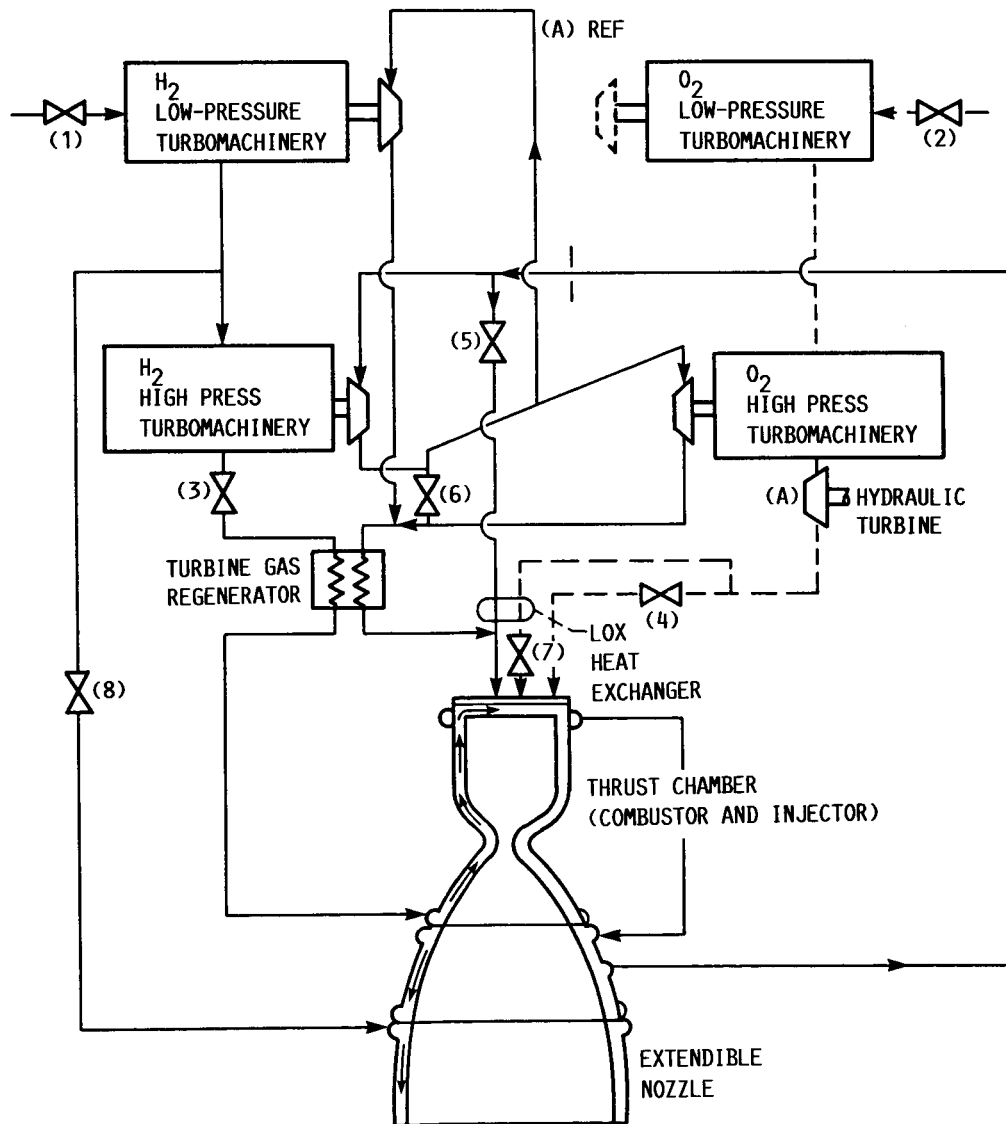 (A) REF
H2
LOW-PRESSURE
TURBOMACHINERY
(1)
O2
LOW-PRESSURE
TURBOMACHINERY
(2)
(5)
H2
HIGH PRESS
TURBOMACHINERY
O2
HIGH PRESS
TURBOMACHINERY
(3)
(6)
(A)
HYDRAULIC
TURBINE
TURBINE GAS
REGENERATOR
(4)
(7)
LOX
HEAT
EXCHANGER
(8)
THRUST CHAMBER
(COMBUSTOR AND INJECTOR)
EXTENDIBLE
NOZZLE